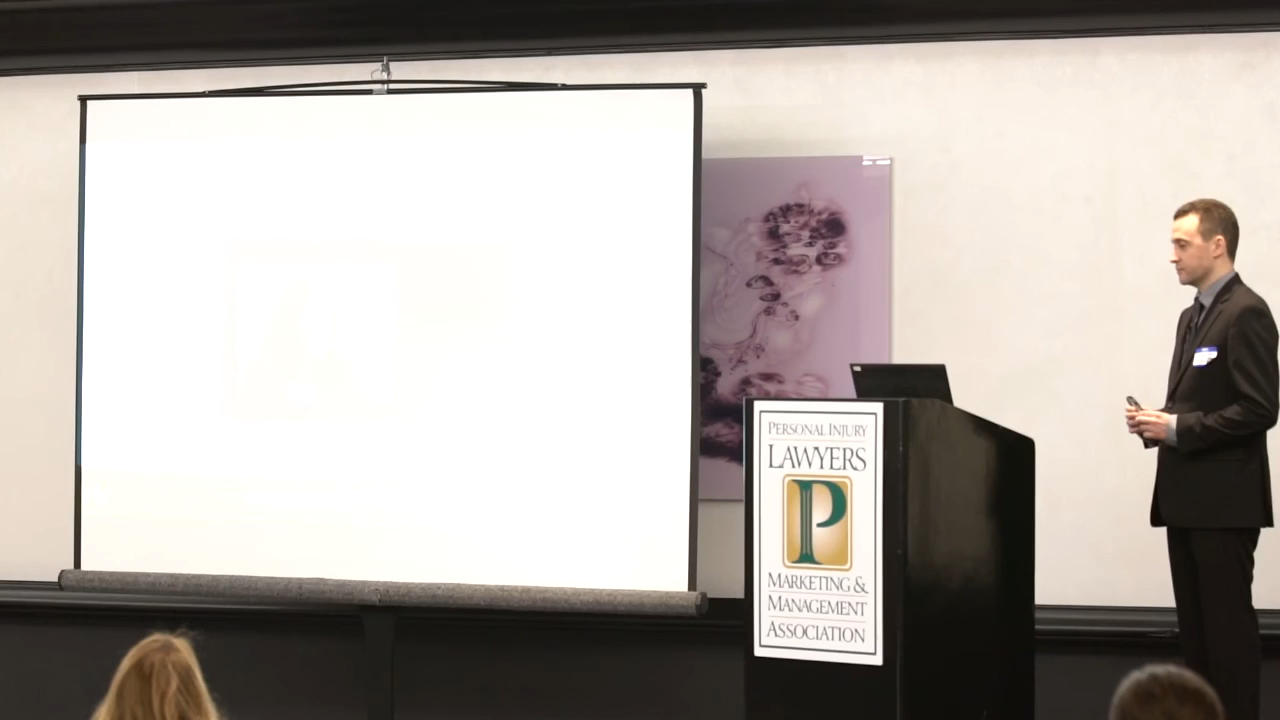 PERSONAL INJURY
LAWYERS
P
MARKETING &
MANAGEMENT
ASSOCIATION